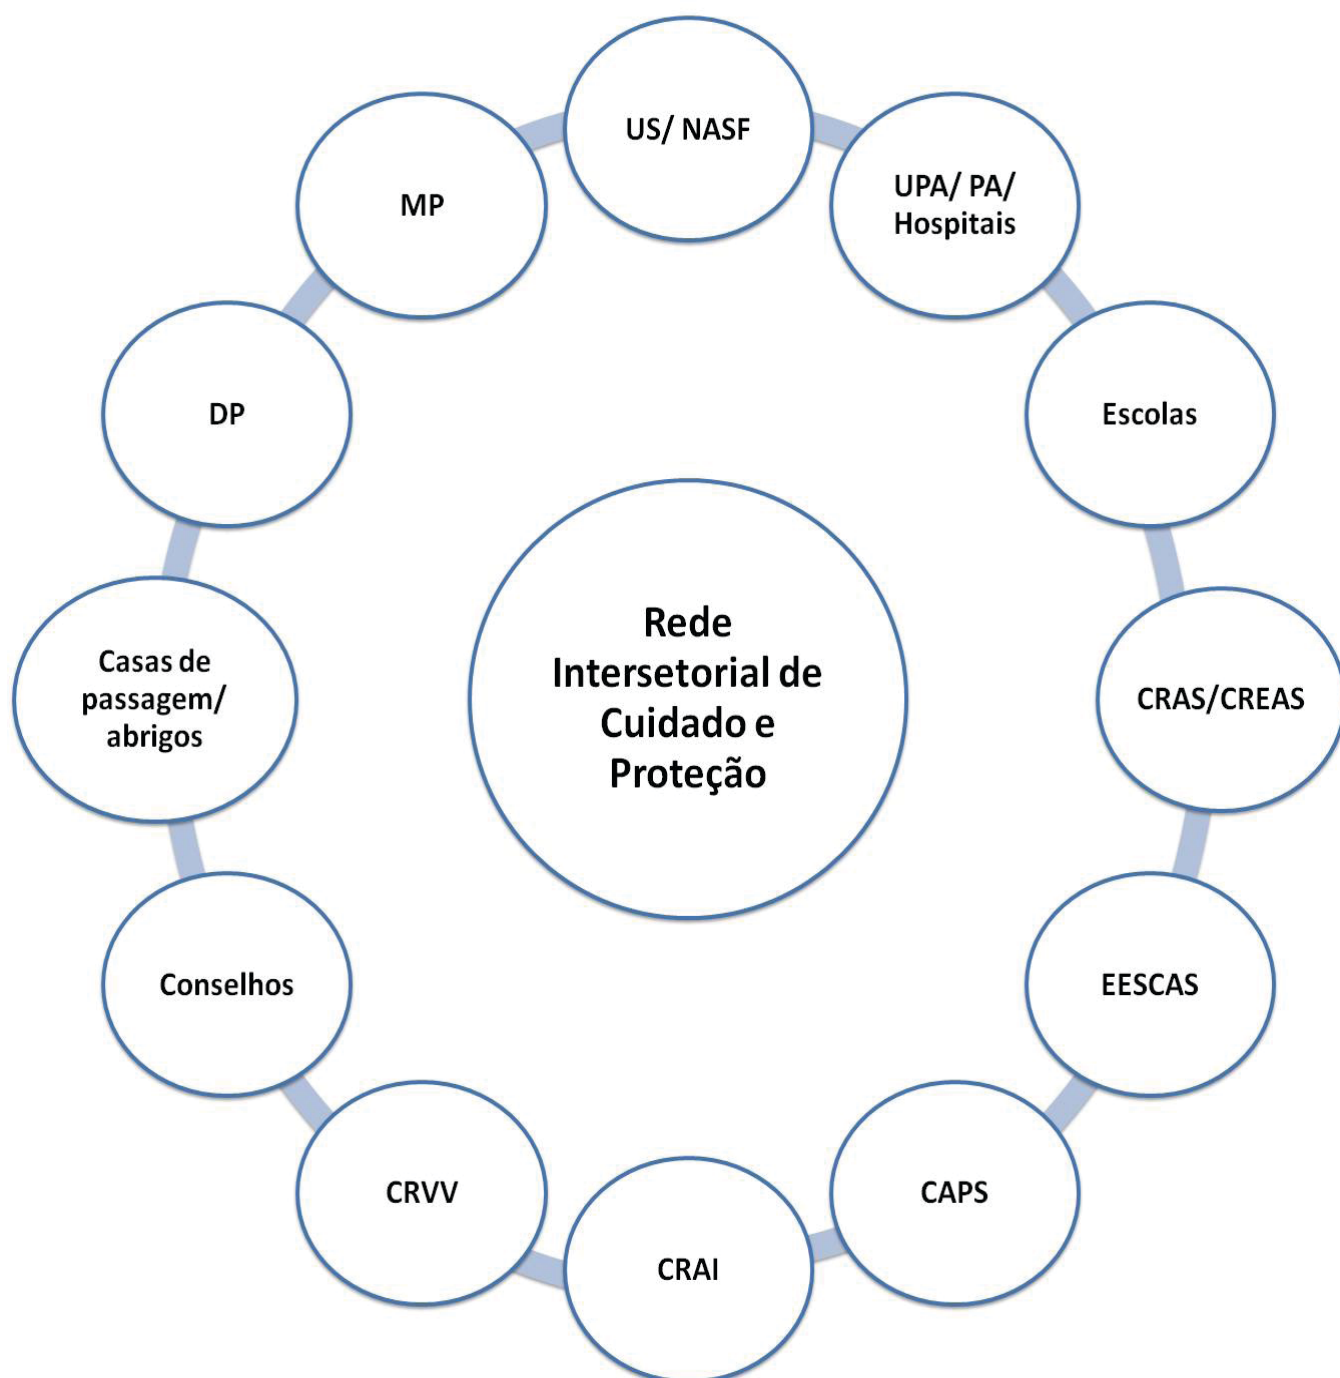 US/ NASF
UPA/ PA/
Hospitais
Escolas
CRAS/CREAS
EESCAS
CAPS
CRAI
CRVV
Conselhos
Casas de
passagem/
abrigos
DP
MP
Rede
Intersetorial de
Cuidado e
Proteção